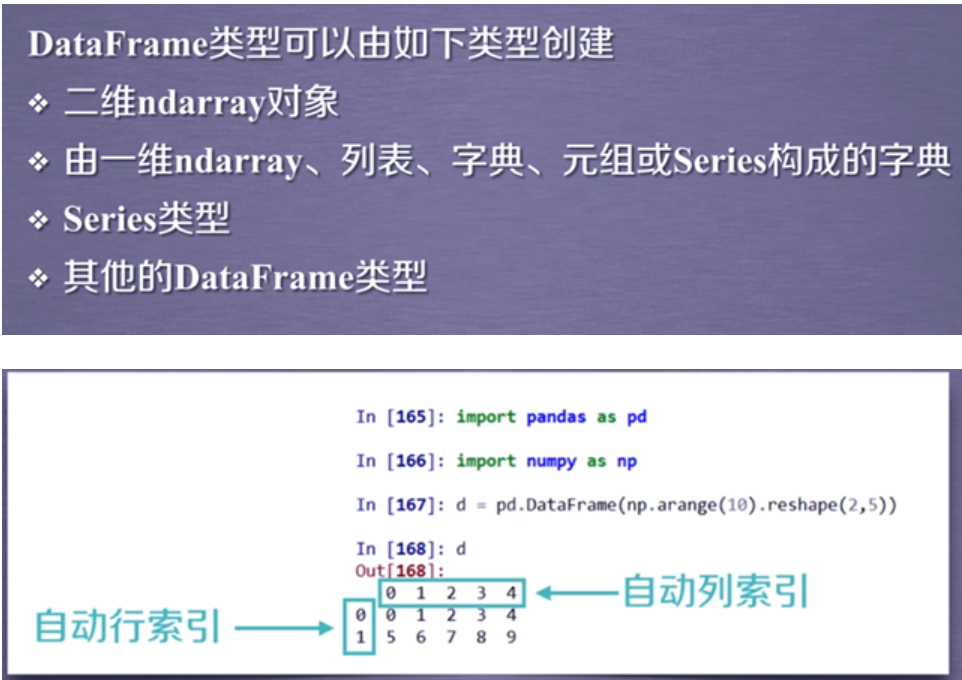 DataFrame类型可以由如下类型创建
❖ 二维ndarray对象
❖ 由一维ndarray、列表、字典、元组或Series构成的字典
❖ Series类型
❖ 其他的DataFrame类型
In [165]: import pandas as pd
In [166]: import numpy as np
In [167]: d = pd.DataFrame(np.arange(10).reshape(2,5))
In [168]: d
Out[168]:
0 1 2 3 4
自动列索引
0 0 1 2 3 4
自动行索引
1 5 6 7 8 9